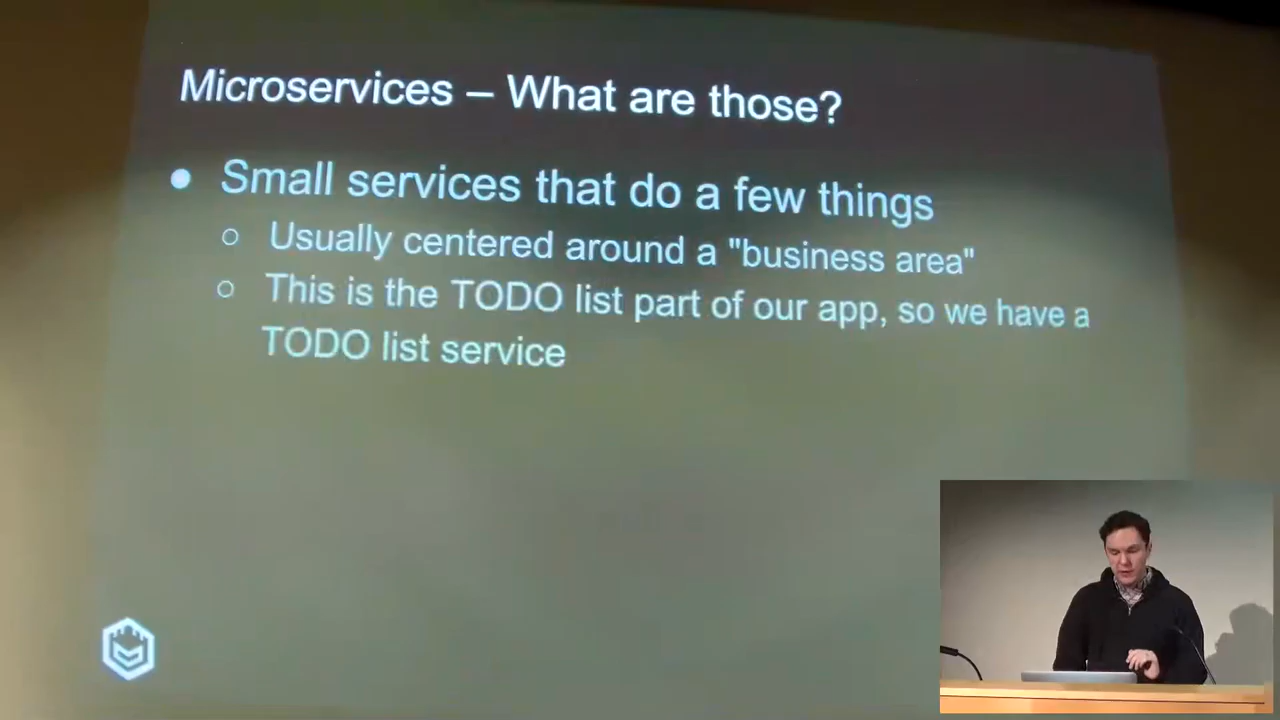 Microservices – What are those?
● Small services that do a few things
○ Usually centered around a "business area"
○ This is the TODO list part of our app, so we have a
TODO list service